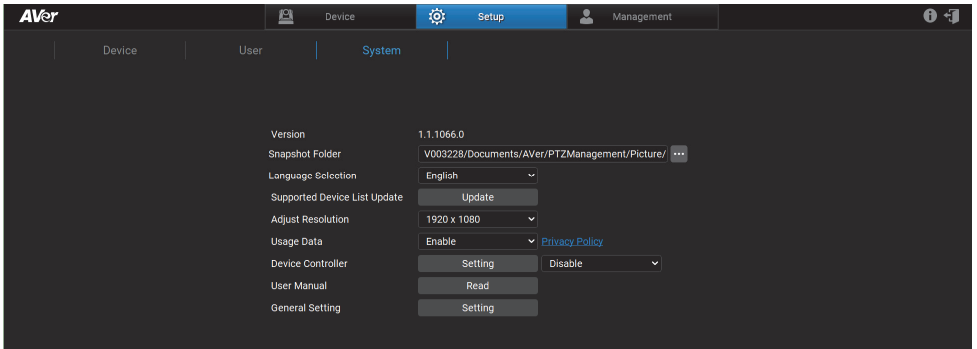 AVer Device Setup Management
Device User System
Version 1.1.1066.0
Snapshot Folder V003228/Documents/AVer/PTZManagement/Picture/ ...
Language Selection English
Supported Device List Update Update
Adjust Resolution 1920 x 1080
Usage Data Enable Privacy Policy
Device Controller Setting Disable
User Manual Read
General Setting Setting